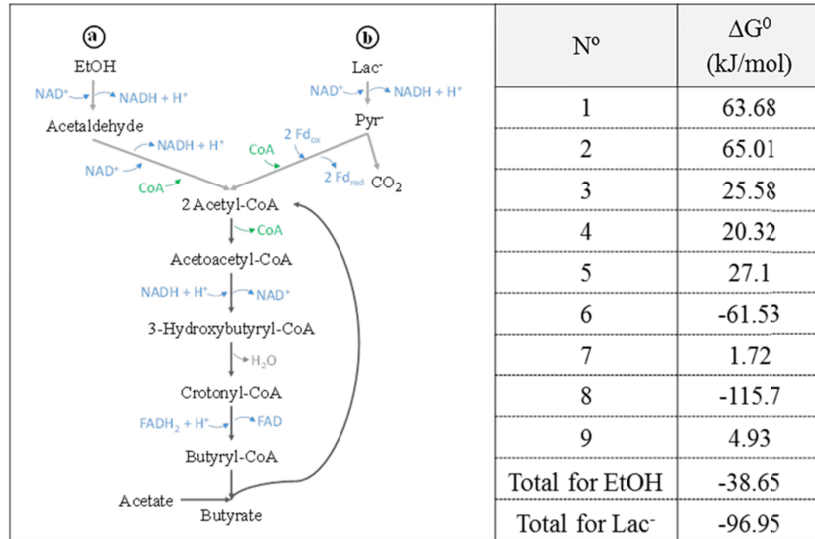 ⓐ ⓑ
EtOH Lac⁻
NAD⁺ NADH + H⁺ NAD⁺ NADH + H⁺
Acetaldehyde Pyr⁻
NADH + H⁺ CoA 2 Fdox
NAD⁺
CoA 2 Fdred CO₂
2 Acetyl-CoA
CoA
Acetoacetyl-CoA
NADH + H⁺ NAD⁺
3-Hydroxybutyryl-CoA
H₂O
Crotonyl-CoA
FADH₂ + H⁺ FAD
Butyryl-CoA
Acetate
Butyrate
Nº ΔG⁰ (kJ/mol)
1 63.68
2 65.01
3 25.58
4 20.32
5 27.1
6 -61.53
7 1.72
8 -115.7
9 4.93
Total for EtOH -38.65
Total for Lac⁻ -96.95